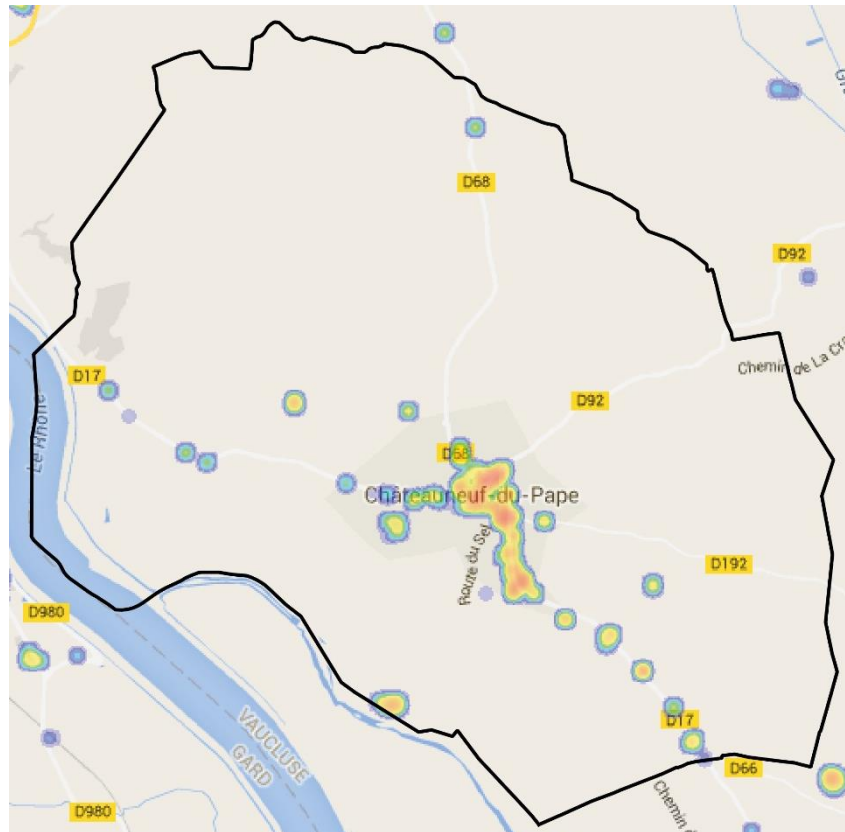 D68
D92
Chemin de La Cra
D17
Le Rhône
D92
D68
Châteauneuf-du-Pape
Route du Sel
D192
D980
D17
VAUCLUSE
GARD
D66
D980
Chemin d